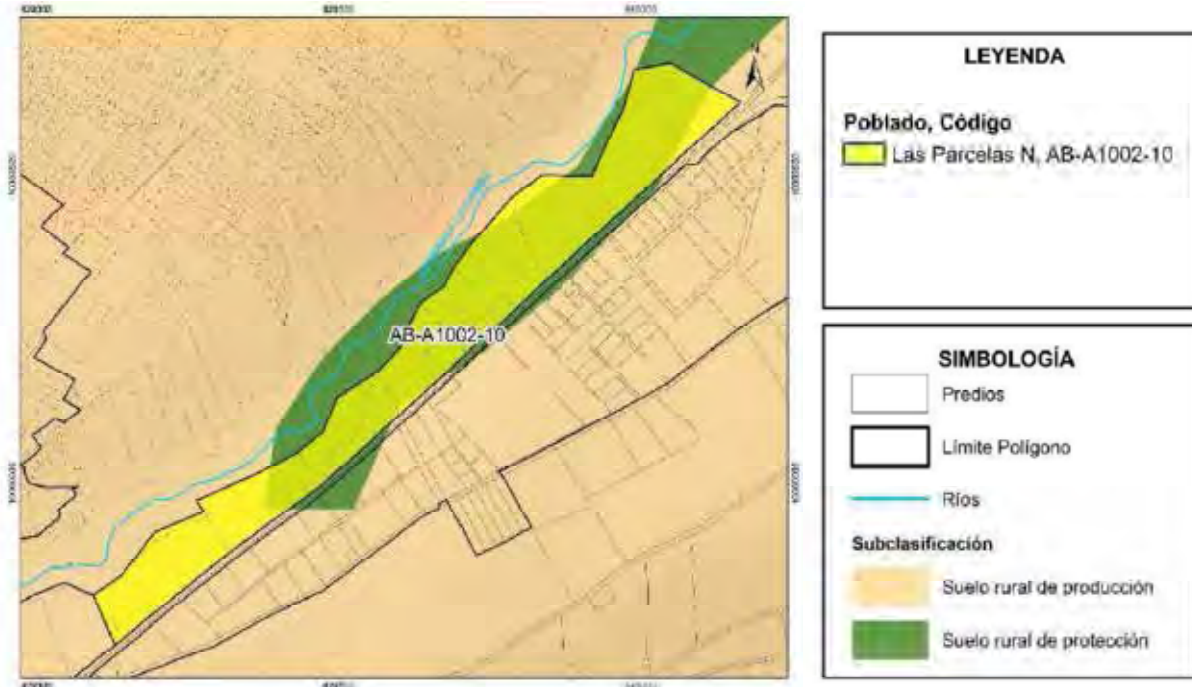 N
AB-A1002-10
LEYENDA
Poblado, Código
Las Parcelas N, AB-A1002-10
SIMBOLOGÍA
Predios
Límite Polígono
Ríos
Subclasificación
Suelo rural de producción
Suelo rural de protección